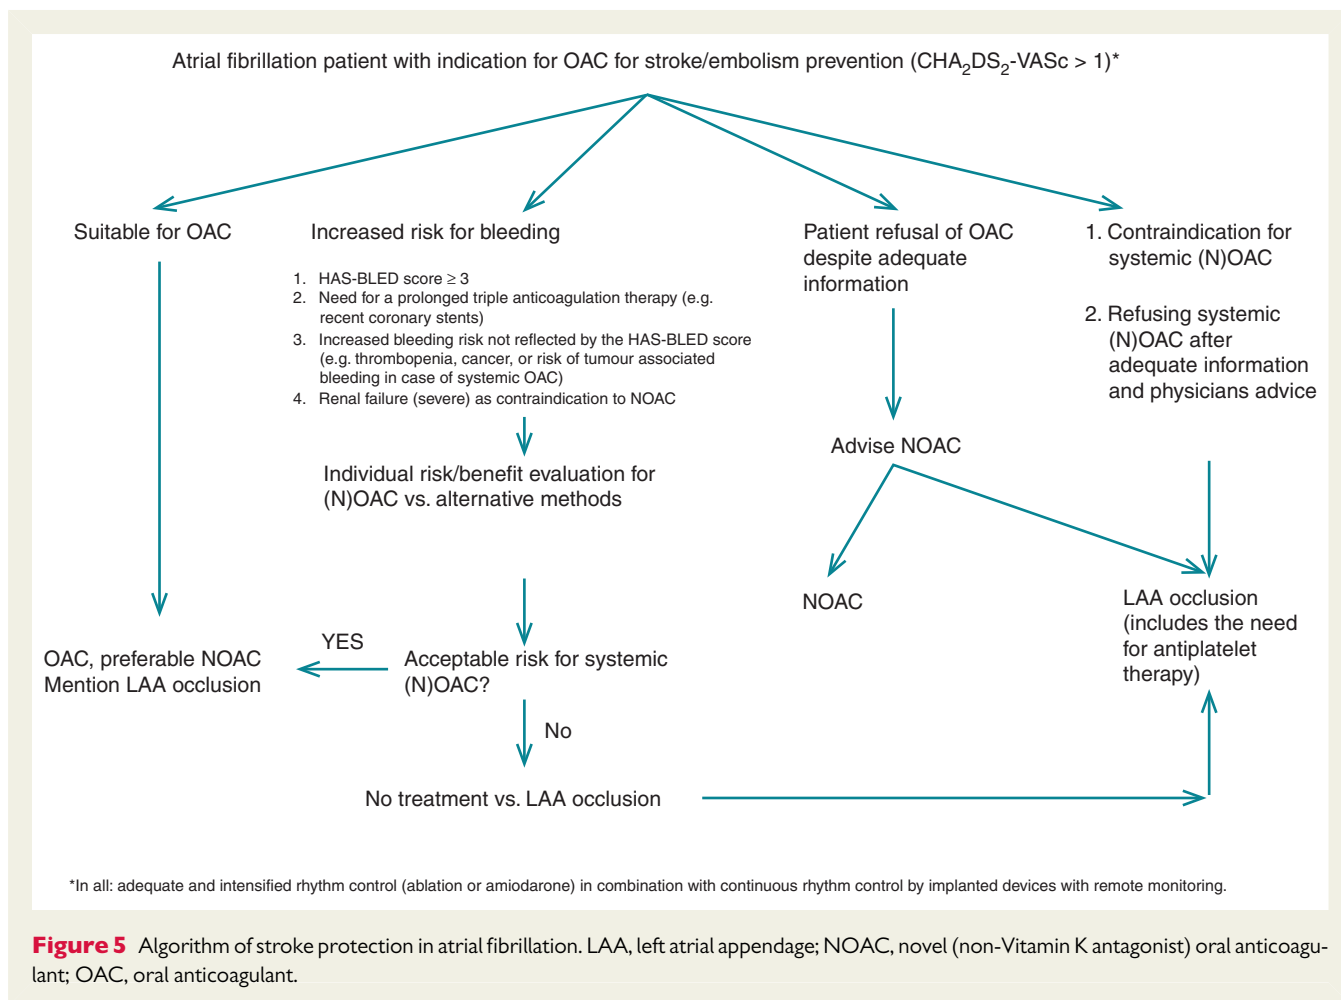 Atrial fibrillation patient with indication for OAC for stroke/embolism prevention (CHA2DS2-VASc > 1)*
Suitable for OAC
Increased risk for bleeding
1. HAS-BLED score ≥ 3
2. Need for a prolonged triple anticoagulation therapy (e.g.
recent coronary stents)
3. Increased bleeding risk not reflected by the HAS-BLED score
(e.g. thrombopenia, cancer, or risk of tumour associated
bleeding in case of systemic OAC)
4. Renal failure (severe) as contraindication to NOAC
Individual risk/benefit evaluation for
(N)OAC vs. alternative methods
Patient refusal of OAC
despite adequate
information
Advise NOAC
NOAC
1. Contraindication for
systemic (N)OAC
2. Refusing systemic
(N)OAC after
adequate information
and physicians advice
LAA occlusion
(includes the need
for antiplatelet
therapy)
YES
OAC, preferable NOAC
Mention LAA occlusion
Acceptable risk for systemic
(N)OAC?
No
No treatment vs. LAA occlusion
*In all: adequate and intensified rhythm control (ablation or amiodarone) in combination with continuous rhythm control by implanted devices with remote monitoring.
Figure 5 Algorithm of stroke protection in atrial fibrillation. LAA, left atrial appendage; NOAC, novel (non-Vitamin K antagonist) oral anticoagu-
lant; OAC, oral anticoagulant.